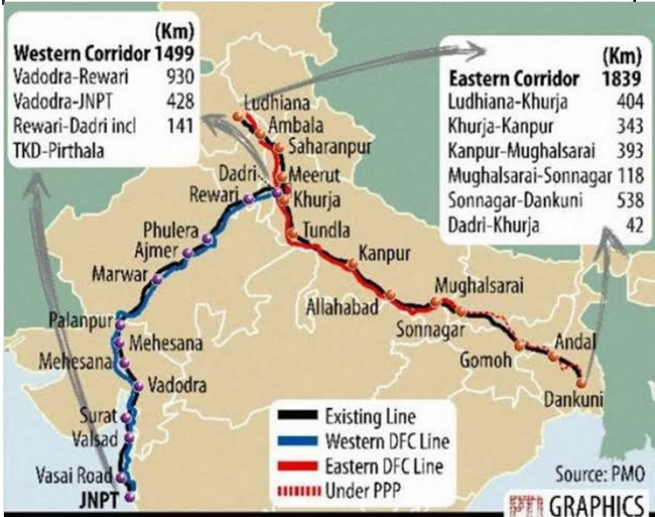 (Km)
Western Corridor 1499
Vadodra-Rewari 930
Vadodra-JNPT 428
Rewari-Dadri incl 141
TKD-Pirthala
(Km)
Eastern Corridor 1839
Ludhiana-Khurja 404
Khurja-Kanpur 343
Kanpur-Mughalsarai 393
Mughalsarai-Sonnagar 118
Sonnagar-Dankuni 538
Dadri-Khurja 42
Ludhiana
Ambala
Saharanpur
Dadri
Meerut
Rewari
Khurja
Phulera
Tundla
Ajmer
Kanpur
Marwar
Mughalsarai
Allahabad
Palanpur
Sonnagar
Mehesana
Andal
Mehesana
Gomoh
Vadodra
Dankuni
Surat
Valsad
Vasai Road
JNPT
Existing Line
Western DFC Line
Eastern DFC Line
Under PPP
Source: PMO
PTI GRAPHICS